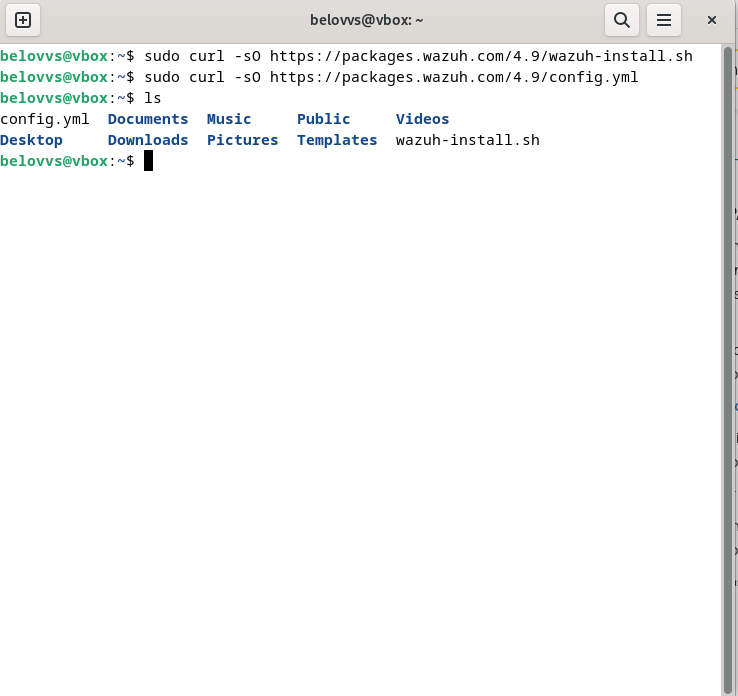 belovvs@vbox: ~
belovvs@vbox:~$ sudo curl -sO https://packages.wazuh.com/4.9/wazuh-install.sh
belovvs@vbox:~$ sudo curl -sO https://packages.wazuh.com/4.9/config.yml
belovvs@vbox:~$ ls
config.yml  Documents  Music     Public     Videos
Desktop     Downloads  Pictures  Templates  wazuh-install.sh
belovvs@vbox:~$